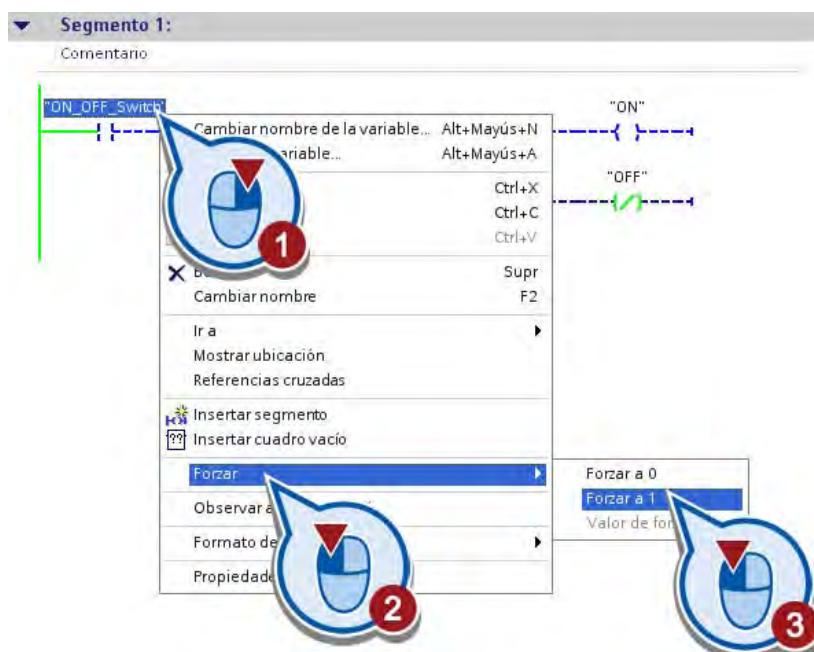 Segmento 1:
Comentario
"ON_OFF_Switch"
"ON"
"OFF"
Cambiar nombre de la variable... Alt+Mayús+N
Alt+Mayús+A
Ctrl+X
Ctrl+C
Ctrl+V
1
Supr
Cambiar nombre F2
Ir a
Mostrar ubicación
Referencias cruzadas
Insertar segmento
?? Insertar cuadro vacío
Forzar
Forzar a 0
Forzar a 1
Valor de
Observar
Formato de
Propiedade
2
3